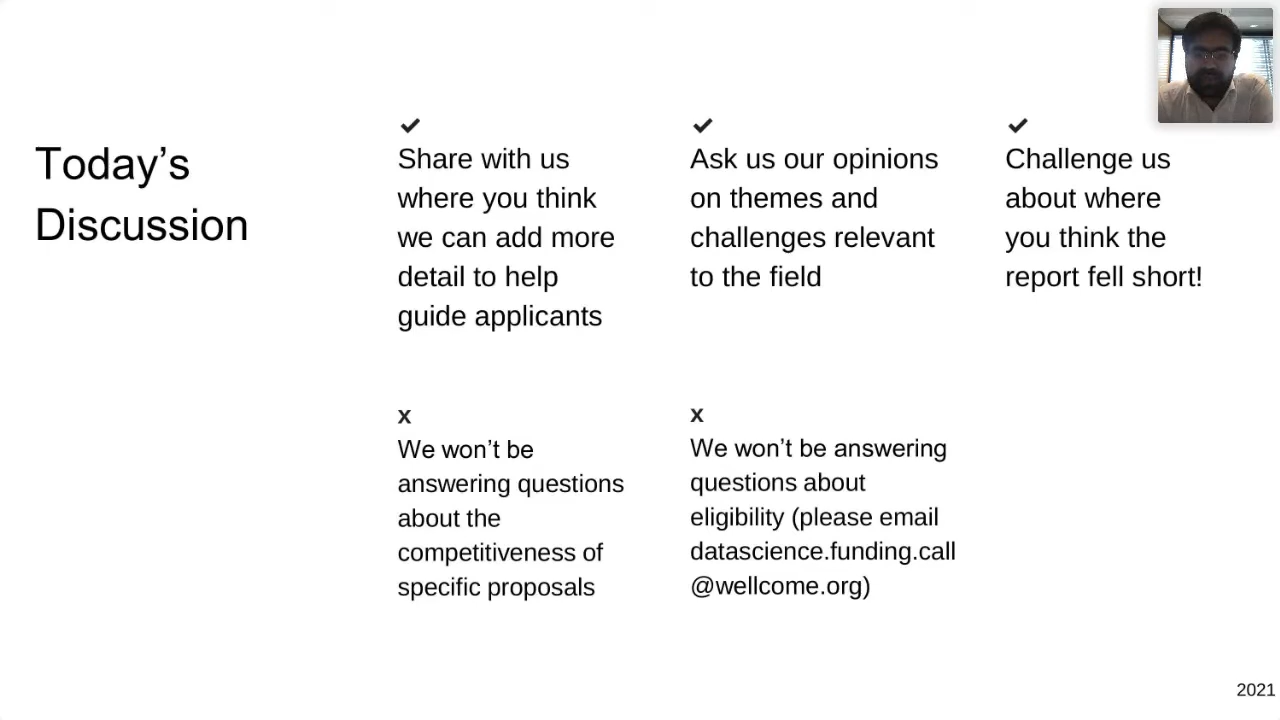 Today’s
Discussion
✓
Share with us
where you think
we can add more
detail to help
guide applicants
✓
Ask us our opinions
on themes and
challenges relevant
to the field
✓
Challenge us
about where
you think the
report fell short!
x
We won’t be
answering questions
about the
competitiveness of
specific proposals
x
We won’t be answering
questions about
eligibility (please email
datascience.funding.call
@wellcome.org)
2021